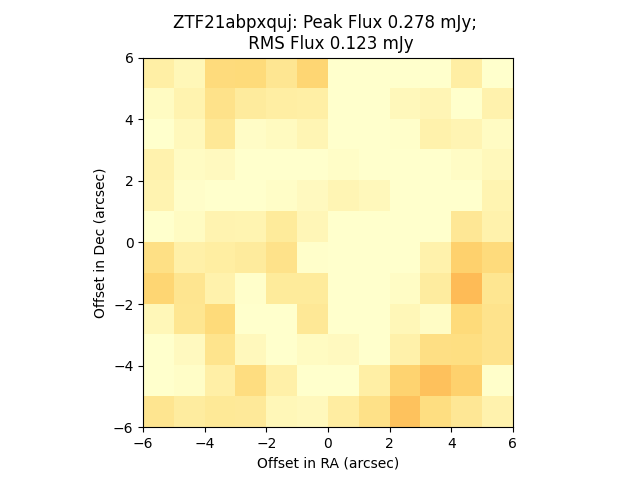 ZTF21abpxquj: Peak Flux 0.278 mJy;
RMS Flux 0.123 mJy
6
4
2
0
−2
−4
−6
Offset in Dec (arcsec)
−6 −4 −2 0 2 4 6
Offset in RA (arcsec)